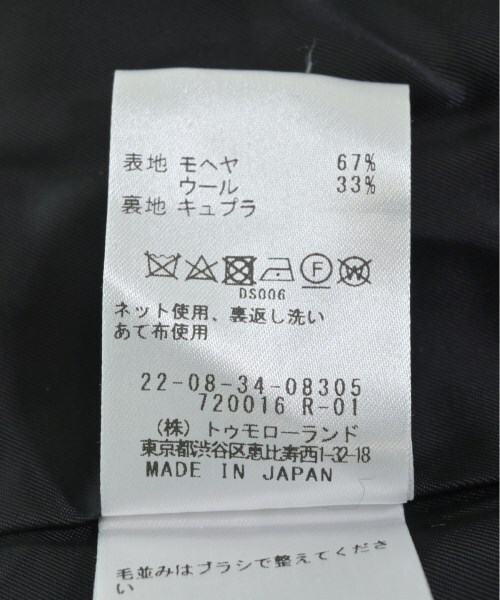 表地 モヘヤ 67%
ウール 33%
裏地 キュプラ
F W
DS006
ネット使用、裏返し洗い
あて布使用
22-08-34-08305
720016 R-01
(株) トゥモローランド
東京都渋谷区恵比寿西1-32-18
MADE IN JAPAN
毛並みはブラシで整えてくださ
い